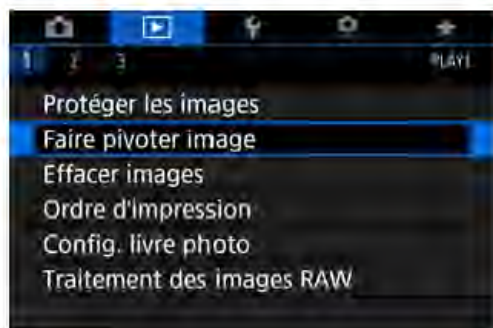 1 2 3 PLAY1
Protéger les images
Faire pivoter image
Effacer images
Ordre d'impression
Config. livre photo
Traitement des images RAW